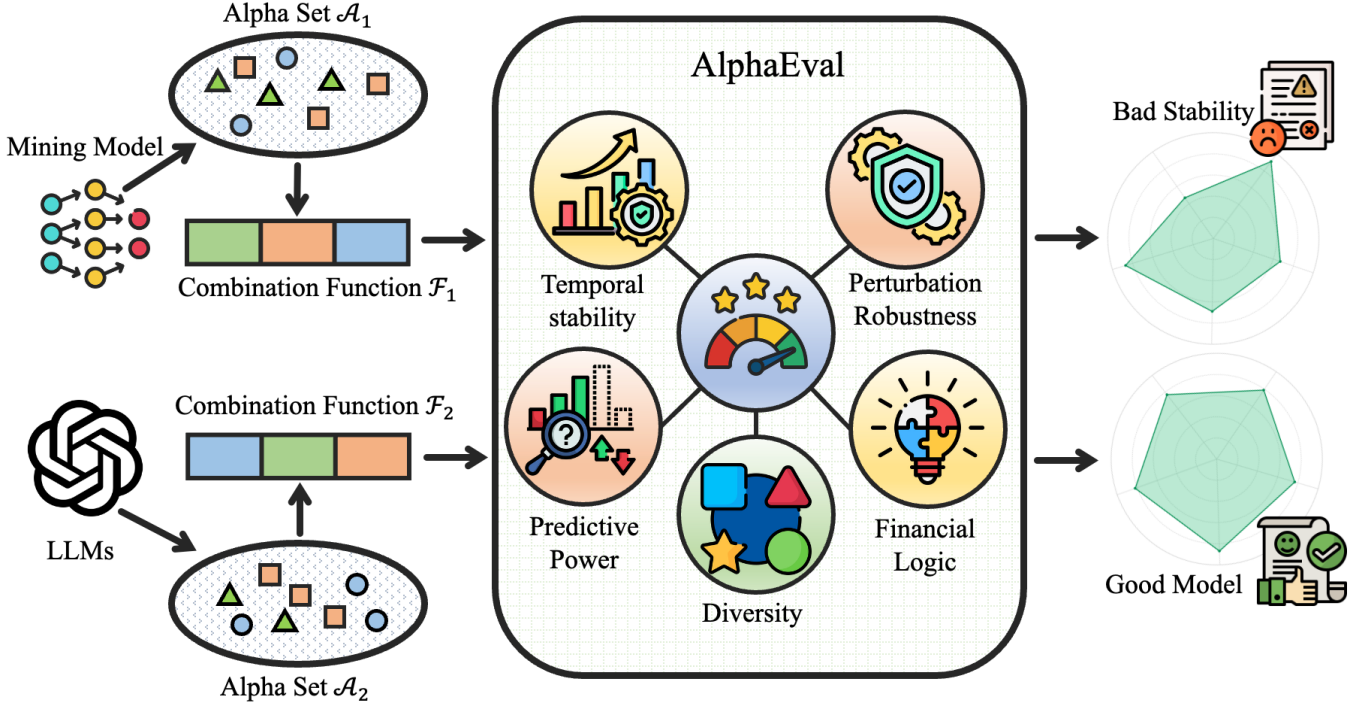 Alpha Set 𝒜₁
Mining Model
Combination Function ℱ₁
Combination Function ℱ₂
LLMs
Alpha Set 𝒜₂
AlphaEval
Temporal
stability
Perturbation
Robustness
?
Predictive
Power
Financial
Logic
Diversity
Bad Stability
Good Model